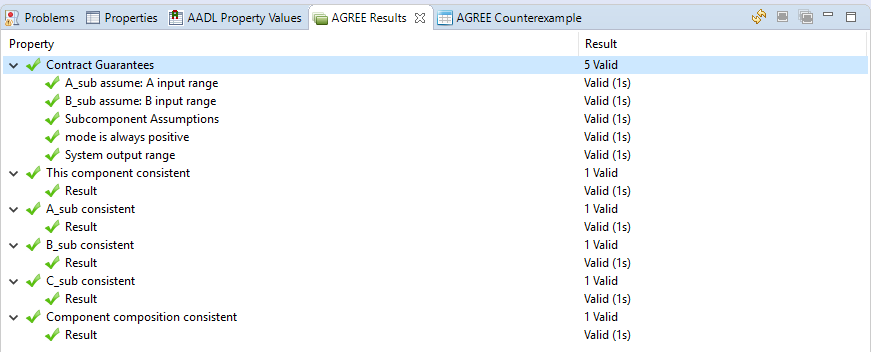 Problems Properties AADL Property Values AGREE Results AGREE Counterexample
Property Result
Contract Guarantees 5 Valid
A_sub assume: A input range Valid (1s)
B_sub assume: B input range Valid (1s)
Subcomponent Assumptions Valid (1s)
mode is always positive Valid (1s)
System output range Valid (1s)
This component consistent 1 Valid
Result Valid (1s)
A_sub consistent 1 Valid
Result Valid (1s)
B_sub consistent 1 Valid
Result Valid (1s)
C_sub consistent 1 Valid
Result Valid (1s)
Component composition consistent 1 Valid
Result Valid (1s)